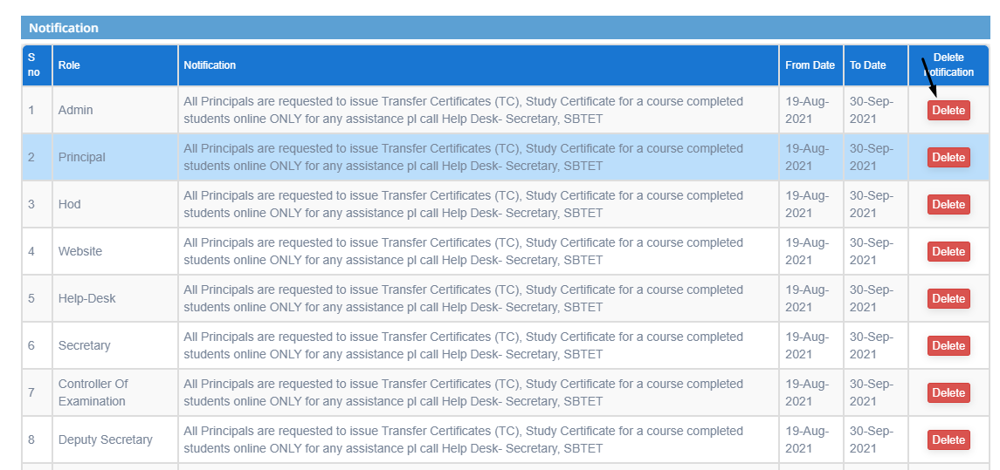 Notification
S no Role Notification From Date To Date Delete notification
1 Admin All Principals are requested to issue Transfer Certificates (TC), Study Certificate for a course completed 19-Aug- 30-Sep- Delete
students online ONLY for any assistance pl call Help Desk- Secretary, SBTET 2021 2021
2 Principal All Principals are requested to issue Transfer Certificates (TC), Study Certificate for a course completed 19-Aug- 30-Sep- Delete
students online ONLY for any assistance pl call Help Desk- Secretary, SBTET 2021 2021
3 Hod All Principals are requested to issue Transfer Certificates (TC), Study Certificate for a course completed 19-Aug- 30-Sep- Delete
students online ONLY for any assistance pl call Help Desk- Secretary, SBTET 2021 2021
4 Website All Principals are requested to issue Transfer Certificates (TC), Study Certificate for a course completed 19-Aug- 30-Sep- Delete
students online ONLY for any assistance pl call Help Desk- Secretary, SBTET 2021 2021
5 Help-Desk All Principals are requested to issue Transfer Certificates (TC), Study Certificate for a course completed 19-Aug- 30-Sep- Delete
students online ONLY for any assistance pl call Help Desk- Secretary, SBTET 2021 2021
6 Secretary All Principals are requested to issue Transfer Certificates (TC), Study Certificate for a course completed 19-Aug- 30-Sep- Delete
students online ONLY for any assistance pl call Help Desk- Secretary, SBTET 2021 2021
7 Controller Of All Principals are requested to issue Transfer Certificates (TC), Study Certificate for a course completed 19-Aug- 30-Sep- Delete
Examination students online ONLY for any assistance pl call Help Desk- Secretary, SBTET 2021 2021
8 Deputy Secretary All Principals are requested to issue Transfer Certificates (TC), Study Certificate for a course completed 19-Aug- 30-Sep- Delete
students online ONLY for any assistance pl call Help Desk- Secretary, SBTET 2021 2021